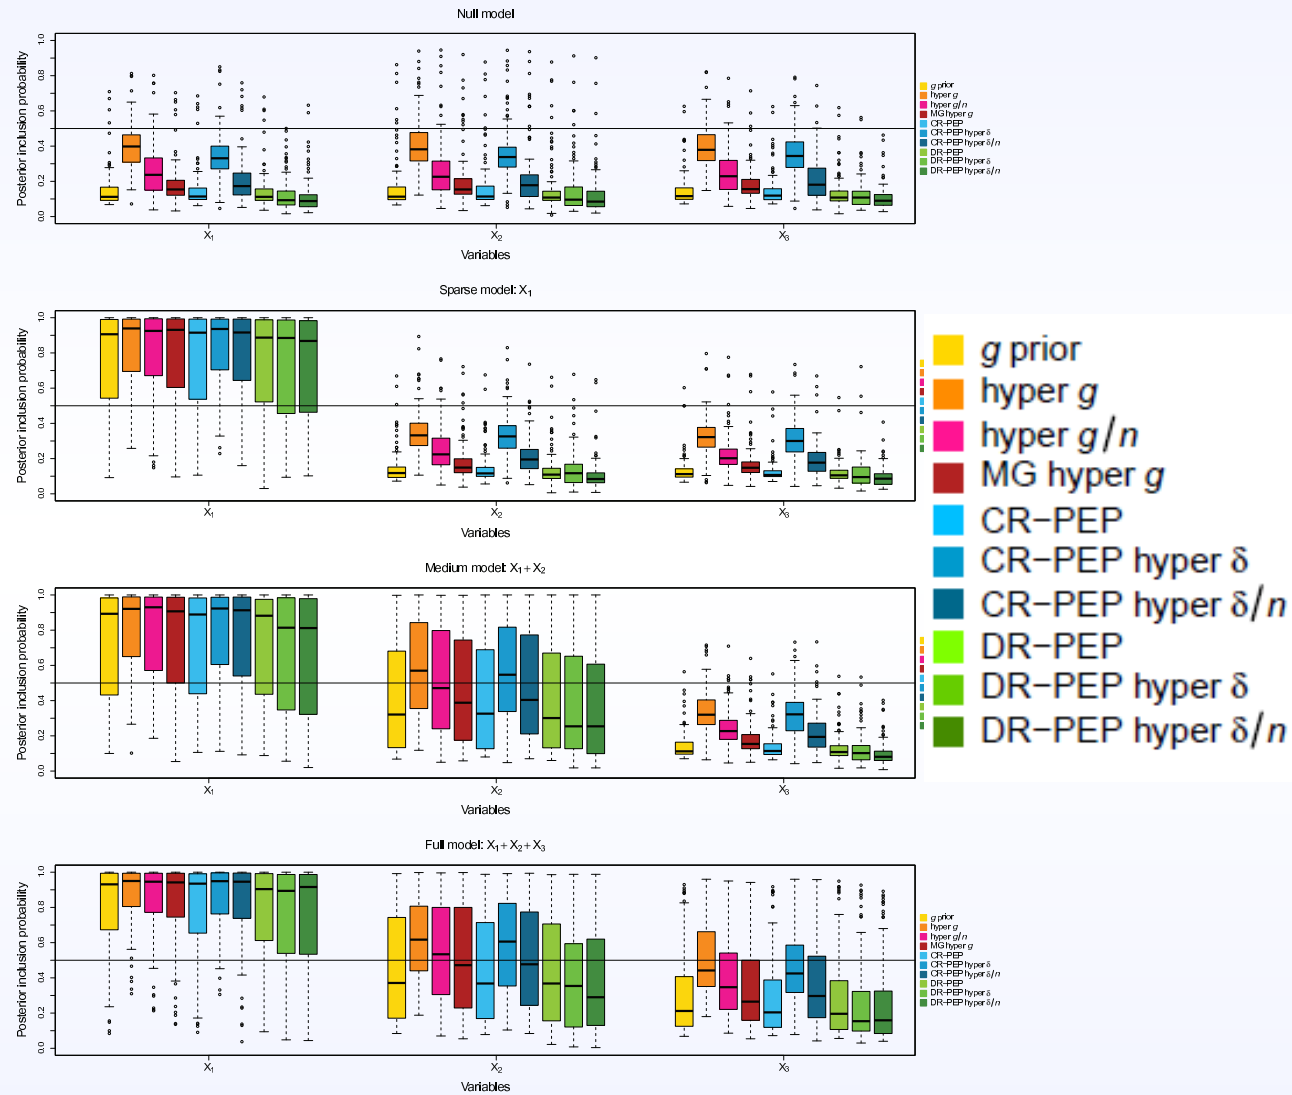 Null model
Posterior inclusion probability
1.0
0.8
0.6
0.4
0.2
0.0
X1
X2
X3
Variables
g prior
hyper g
hyper g/n
MG hyper g
CR-PEP
CR-PEP hyper δ
CR-PEP hyper δ/n
DR-PEP
DR-PEP hyper δ
DR-PEP hyper δ/n
Sparse model: X1
Posterior inclusion probability
1.0
0.8
0.6
0.4
0.2
0.0
X1
X2
X3
Variables
g prior
hyper g
hyper g/n
MG hyper g
CR−PEP
CR−PEP hyper δ
CR−PEP hyper δ/n
DR−PEP
DR−PEP hyper δ
DR−PEP hyper δ/n
Medium model: X1 + X2
Posterior inclusion probability
1.0
0.8
0.6
0.4
0.2
0.0
X1
X2
X3
Variables
Full model: X1 + X2 + X3
Posterior inclusion probability
1.0
0.8
0.6
0.4
0.2
0.0
X1
X2
X3
Variables
g prior
hyper g
hyper g/n
MG hyper g
CR-PEP
CR-PEP hyper δ
CR-PEP hyper δ/n
DR-PEP
DR-PEP hyper δ
DR-PEP hyper δ/n